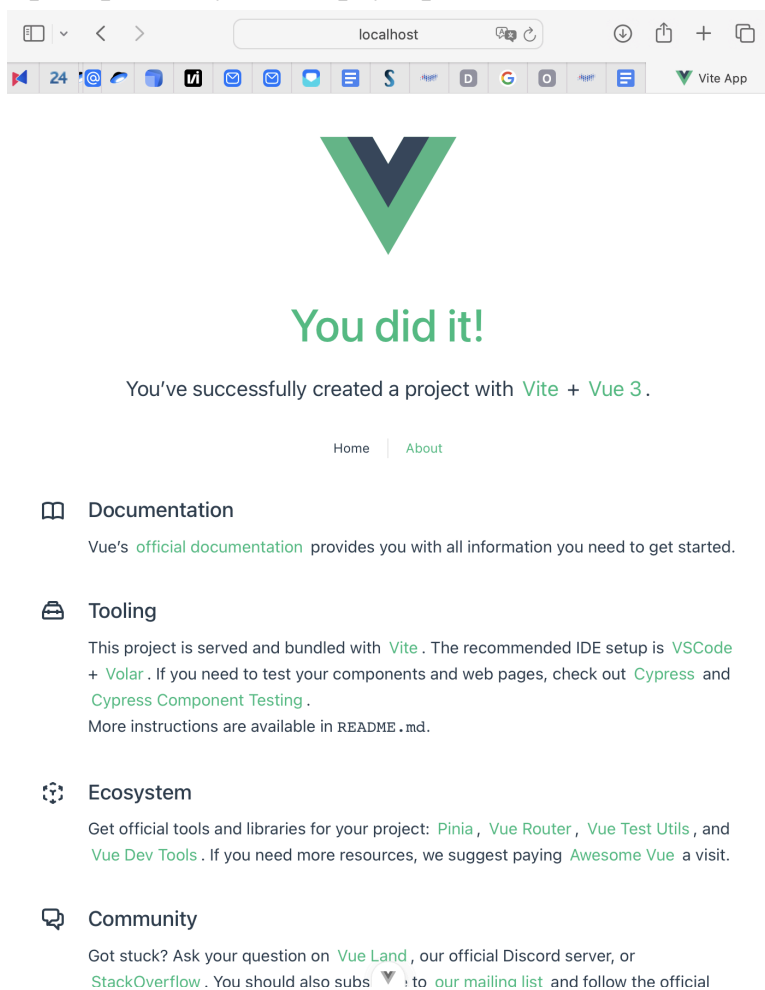 localhost
24
Vite App
You did it!
You’ve successfully created a project with Vite + Vue 3 .
Home About
Documentation
Vue’s official documentation provides you with all information you need to get started.
Tooling
This project is served and bundled with Vite . The recommended IDE setup is VSCode
+ Volar . If you need to test your components and web pages, check out Cypress and
Cypress Component Testing .
More instructions are available in README.md.
Ecosystem
Get official tools and libraries for your project: Pinia , Vue Router , Vue Test Utils , and
Vue Dev Tools . If you need more resources, we suggest paying Awesome Vue a visit.
Community
Got stuck? Ask your question on Vue Land , our official Discord server, or
StackOverflow . You should also subs to our mailing list and follow the official